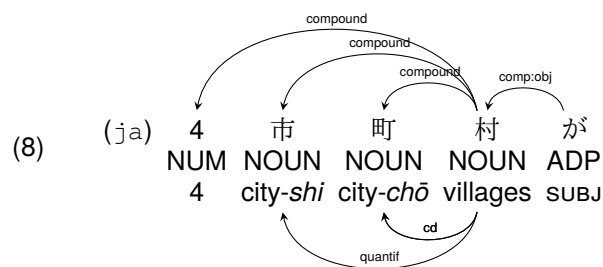 compound
compound
compound
comp:obj
(8) (ja) 4 市 町 村 が
NUM NOUN NOUN NOUN ADP
4 city-shi city-chō villages SUBJ
cd
quantif